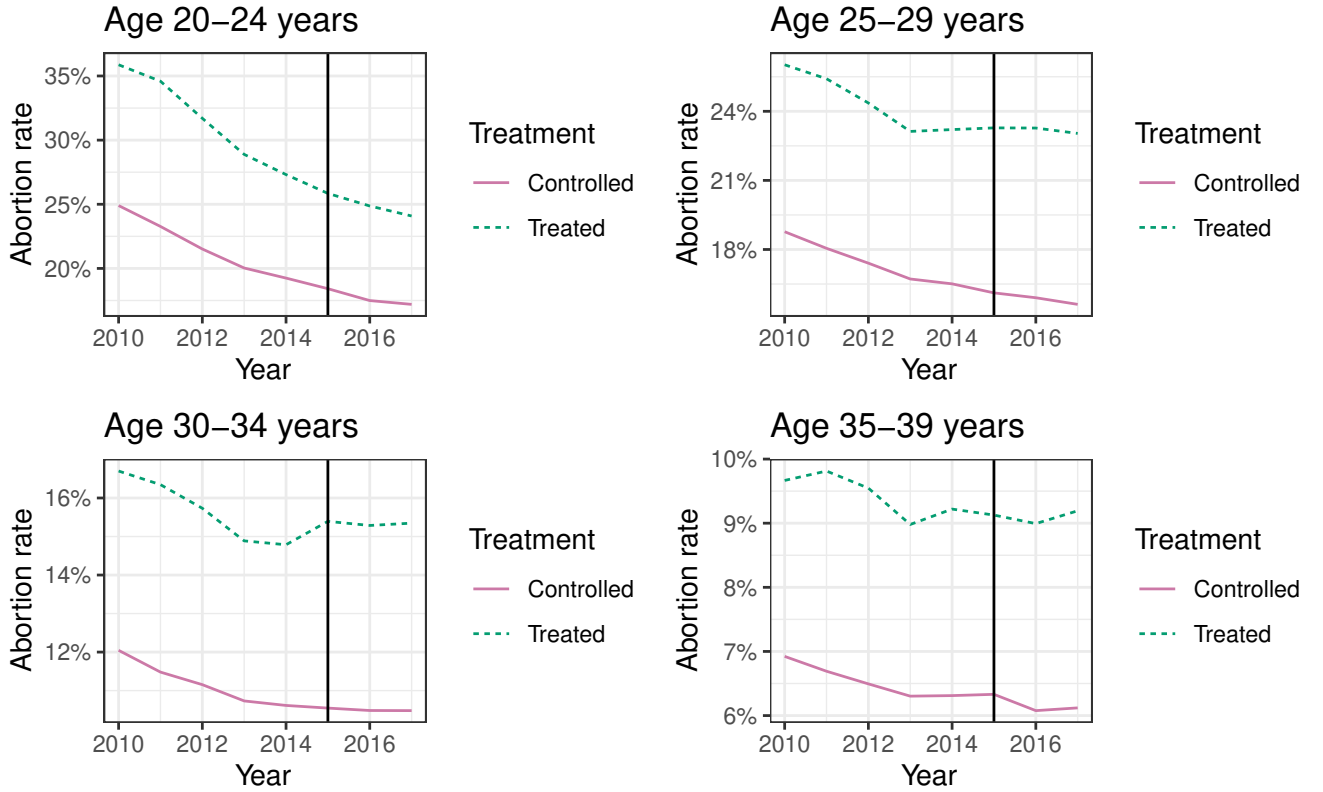 Age 20−24 years
Abortion rate
35%
30%
25%
20%
2010 2012 2014 2016
Year
Treatment
Controlled
Treated
Age 25−29 years
Abortion rate
24%
21%
18%
2010 2012 2014 2016
Year
Treatment
Controlled
Treated
Age 30−34 years
Abortion rate
16%
14%
12%
2010 2012 2014 2016
Year
Treatment
Controlled
Treated
Age 35−39 years
Abortion rate
10%
9%
8%
7%
6%
2010 2012 2014 2016
Year
Treatment
Controlled
Treated